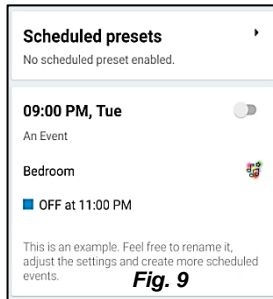 Scheduled presets
No scheduled preset enabled.
09:00 PM, Tue
An Event
Bedroom
OFF at 11:00 PM
This is an example. Feel free to rename it,
adjust the settings and create more scheduled
events.
Fig. 9